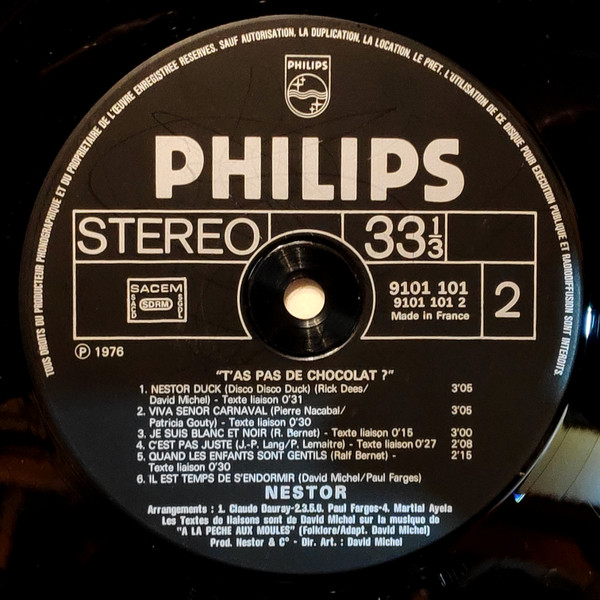 TOUS DROITS DU PRODUCTEUR PHONOGRAPHIQUE ET DU PROPRIETAIRE DE L'ŒUVRE ENREGISTREE RESERVES. SAUF AUTORISATION, LA DUPLICATION, LA LOCATION, LE PRET, L'UTILISATION DE CE DISQUE POUR EXECUTION PUBLIQUE ET RADIODIFFUSION SONT INTERDITS.
PHILIPS
PHILIPS
STEREO
33 1/3
SACEM
SACD
SDRM
SGDL
9101 101
9101 101 2
Made in France
2
Ⓟ 1976
"T'AS PAS DE CHOCOLAT ?"
1. NESTOR DUCK (Disco Disco Duck) (Rick Dees/
David Michel) - Texte liaison 0'31 3'05
2. VIVA SENOR CARNAVAL (Pierre Nacabal/ 3'05
Patricia Gouty) - Texte liaison 0'30
3. JE SUIS BLANC ET NOIR (R. Bernet) - Texte liaison 0'15 3'00
4. C'EST PAS JUSTE (J.-P. Lang/P. Lemaitre) - Texte liaison 0'27 2'08
5. QUAND LES ENFANTS SONT GENTILS (Ralf Bernet) - 2'15
Texte liaison 0'30
6. IL EST TEMPS DE S'ENDORMIR (David Michel/Paul Farges)
NESTOR
Arrangements : 1. Claude Dauray-2.3.5.6. Paul Farges-4. Martial Ayela
Les Textes de liaisons sont de David Michel sur la musique de
"A LA PECHE AUX MOULES" (Folklore/Adapt. David Michel)
Prod. Nestor & C° - Dir. Art. : David Michel